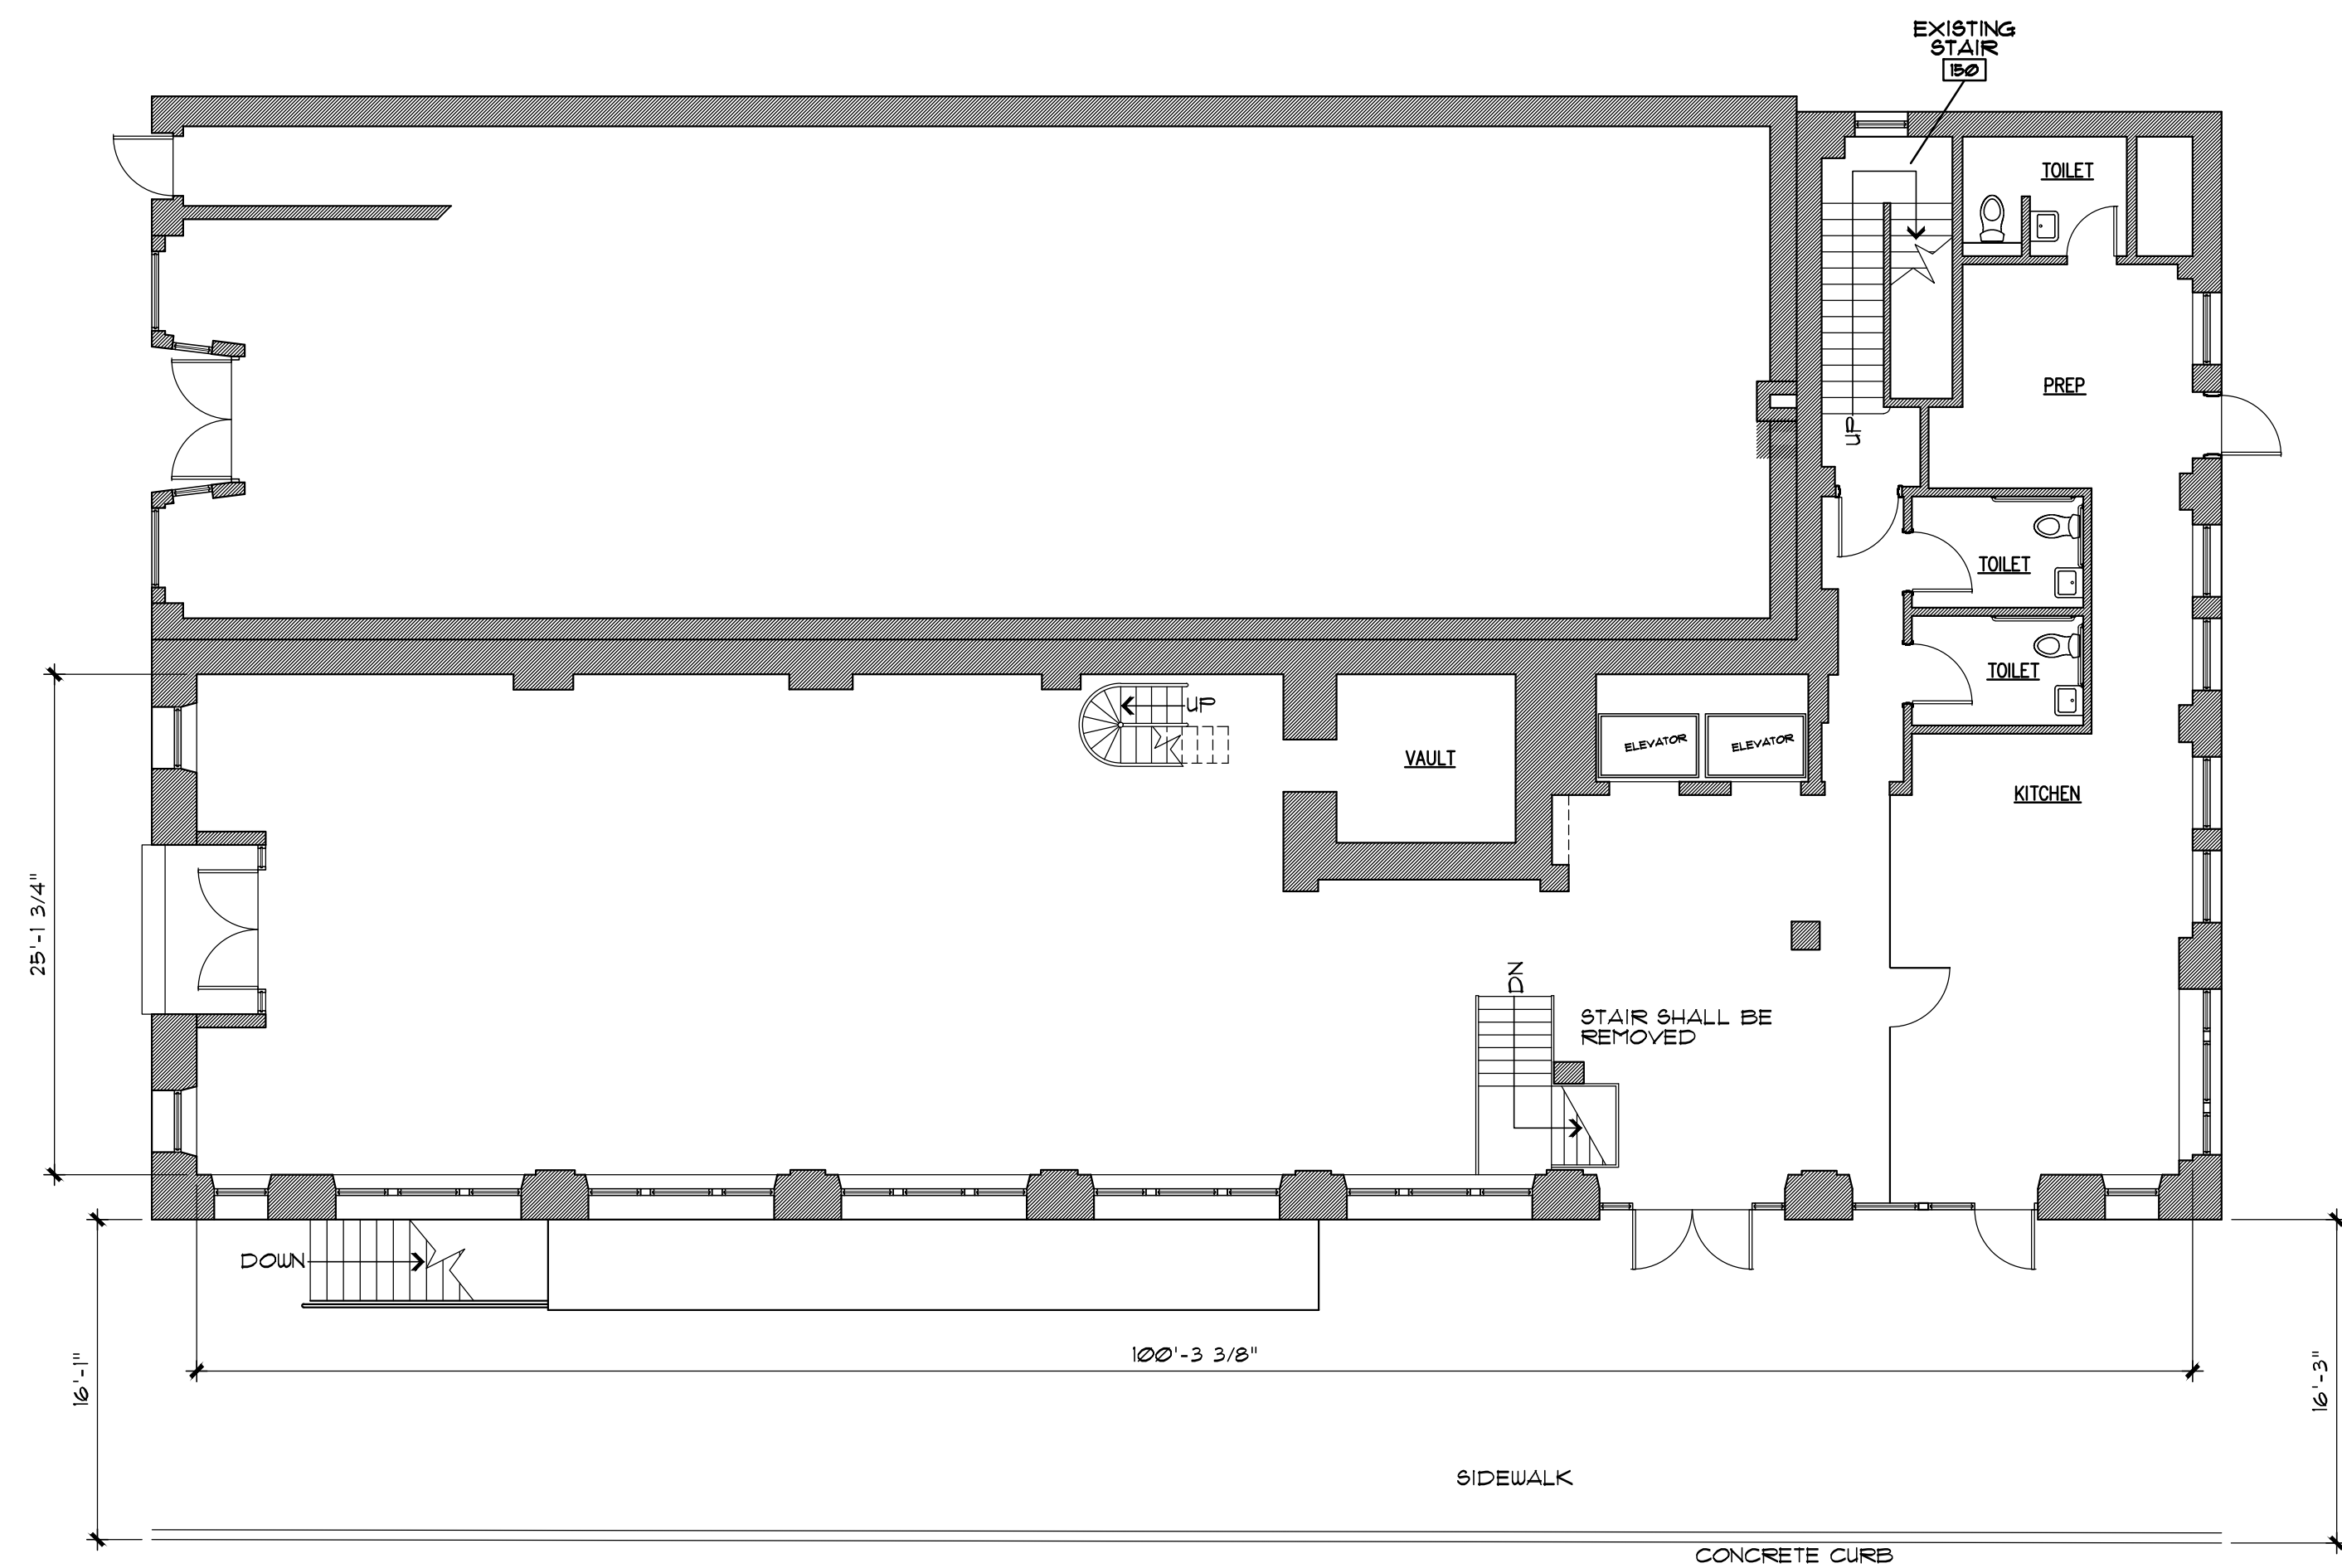 EXISTING
STAIR
150
TOILET
PREP
UP
TOILET
TOILET
UP
VAULT
ELEVATOR
ELEVATOR
KITCHEN
25'-1 3/4"
DN
STAIR SHALL BE
REMOVED
DOWN
100'-3 3/8"
16'-1"
16'-3"
SIDEWALK
CONCRETE CURB